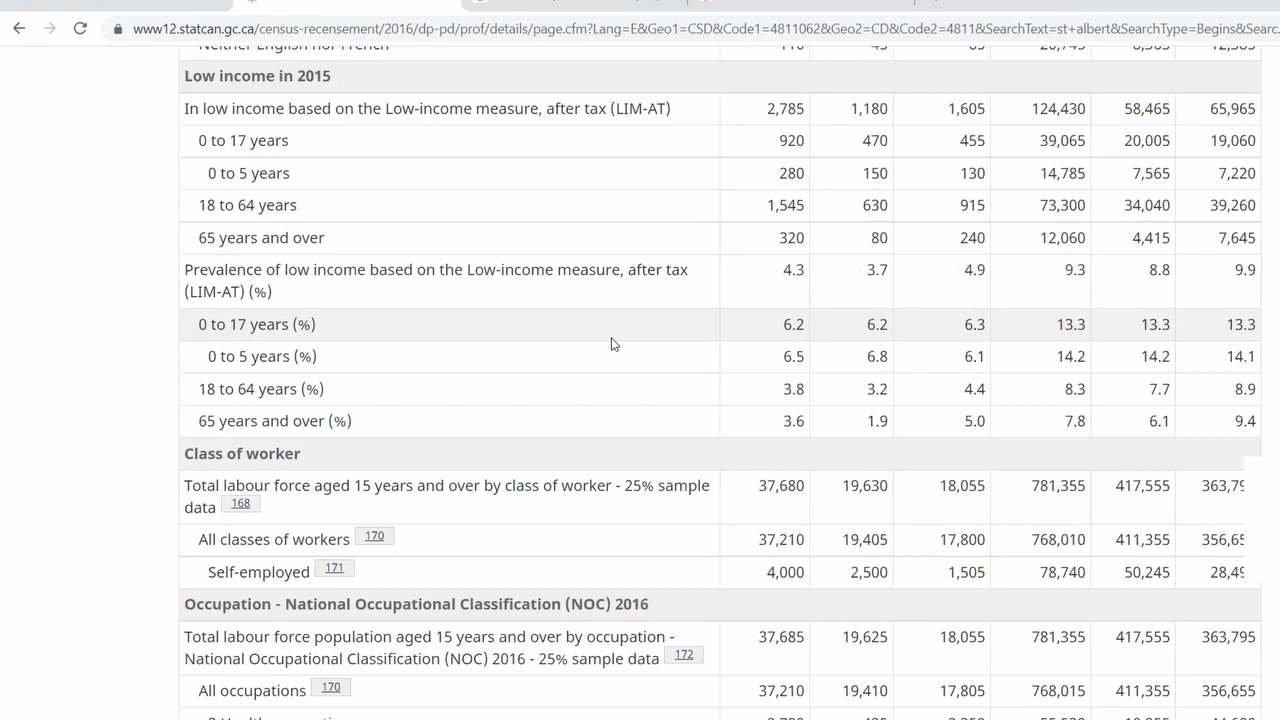 www12.statcan.gc.ca/census-recensement/2016/dp-pd/prof/details/page.cfm?Lang=E&Geo1=CSD&Code1=4811062&Geo2=CD&Code2=4811&SearchText=st+albert&SearchType=Begins&Searc...
Neither English nor French
Low income in 2015
In low income based on the Low-income measure, after tax (LIM-AT) 2,785 1,180 1,605 124,430 58,465 65,965
0 to 17 years 920 470 455 39,065 20,005 19,060
0 to 5 years 280 150 130 14,785 7,565 7,220
18 to 64 years 1,545 630 915 73,300 34,040 39,260
65 years and over 320 80 240 12,060 4,415 7,645
Prevalence of low income based on the Low-income measure, after tax 4.3 3.7 4.9 9.3 8.8 9.9
(LIM-AT) (%)
0 to 17 years (%) 6.2 6.2 6.3 13.3 13.3 13.3
0 to 5 years (%) 6.5 6.8 6.1 14.2 14.2 14.1
18 to 64 years (%) 3.8 3.2 4.4 8.3 7.7 8.9
65 years and over (%) 3.6 1.9 5.0 7.8 6.1 9.4
Class of worker
Total labour force aged 15 years and over by class of worker - 25% sample 37,680 19,630 18,055 781,355 417,555 363,79
data 168
All classes of workers 170 37,210 19,405 17,800 768,010 411,355 356,65
Self-employed 171 4,000 2,500 1,505 78,740 50,245 28,49
Occupation - National Occupational Classification (NOC) 2016
Total labour force population aged 15 years and over by occupation - 37,685 19,625 18,055 781,355 417,555 363,795
National Occupational Classification (NOC) 2016 - 25% sample data 172
All occupations 170 37,210 19,410 17,805 768,015 411,355 356,655